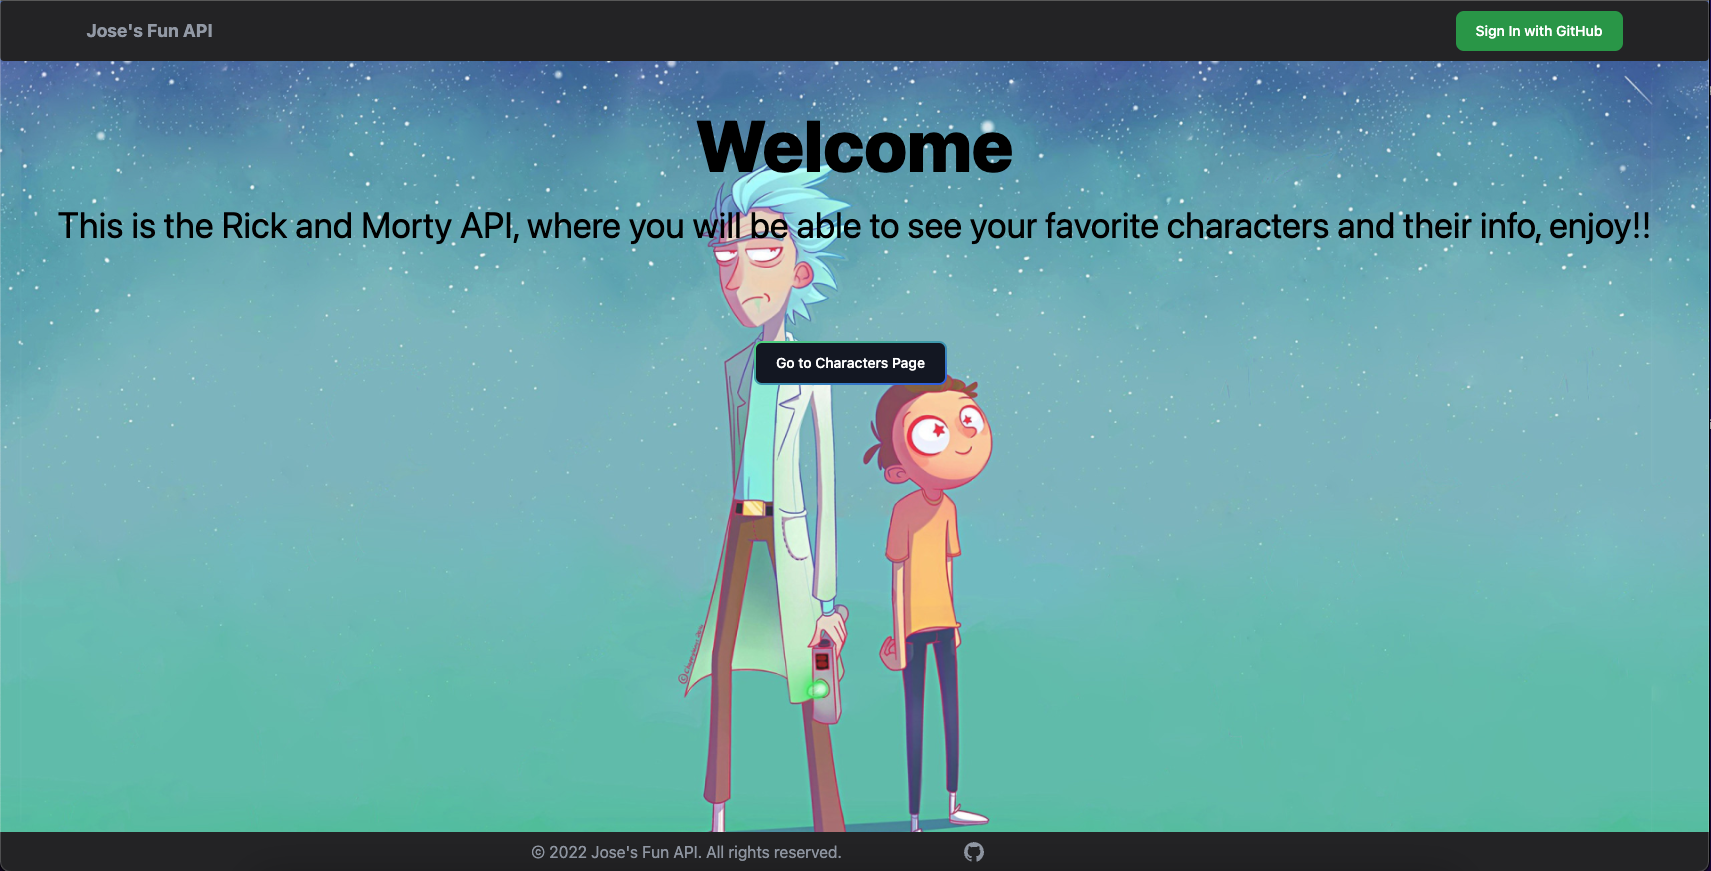 Jose's Fun API
Sign In with GitHub
Welcome
This is the Rick and Morty API, where you will be able to see your favorite characters and their info, enjoy!!
Go to Characters Page
© 2022 Jose's Fun API. All rights reserved.